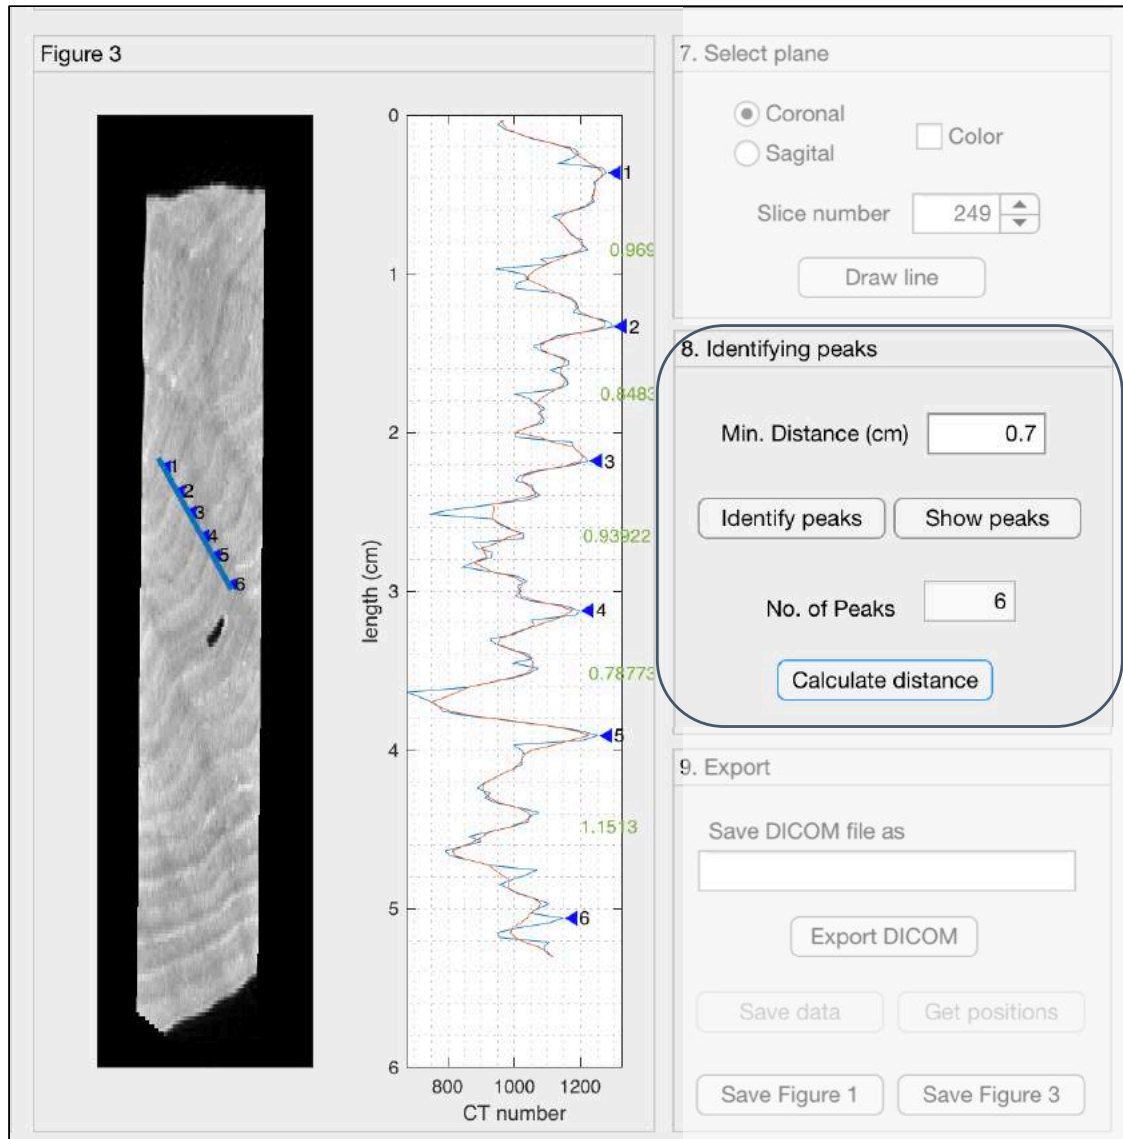 Figure 3
1
2
3
4
5
6
0
1
2
3
4
5
6
length (cm)
800 1000 1200
CT number
1
0.969
2
0.8483
3
0.93922
4
0.78773
5
1.1513
6
7. Select plane
Coronal
Sagital
Color
Slice number 249
Draw line
8. Identifying peaks
Min. Distance (cm) 0.7
Identify peaks Show peaks
No. of Peaks 6
Calculate distance
9. Export
Save DICOM file as
Export DICOM
Save data Get positions
Save Figure 1 Save Figure 3